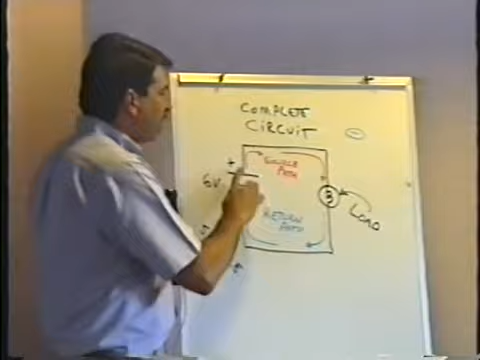 COMPLETE
CIRCUIT
+
SOURCE
PATH
6V
RETURN
PATH
LOAD